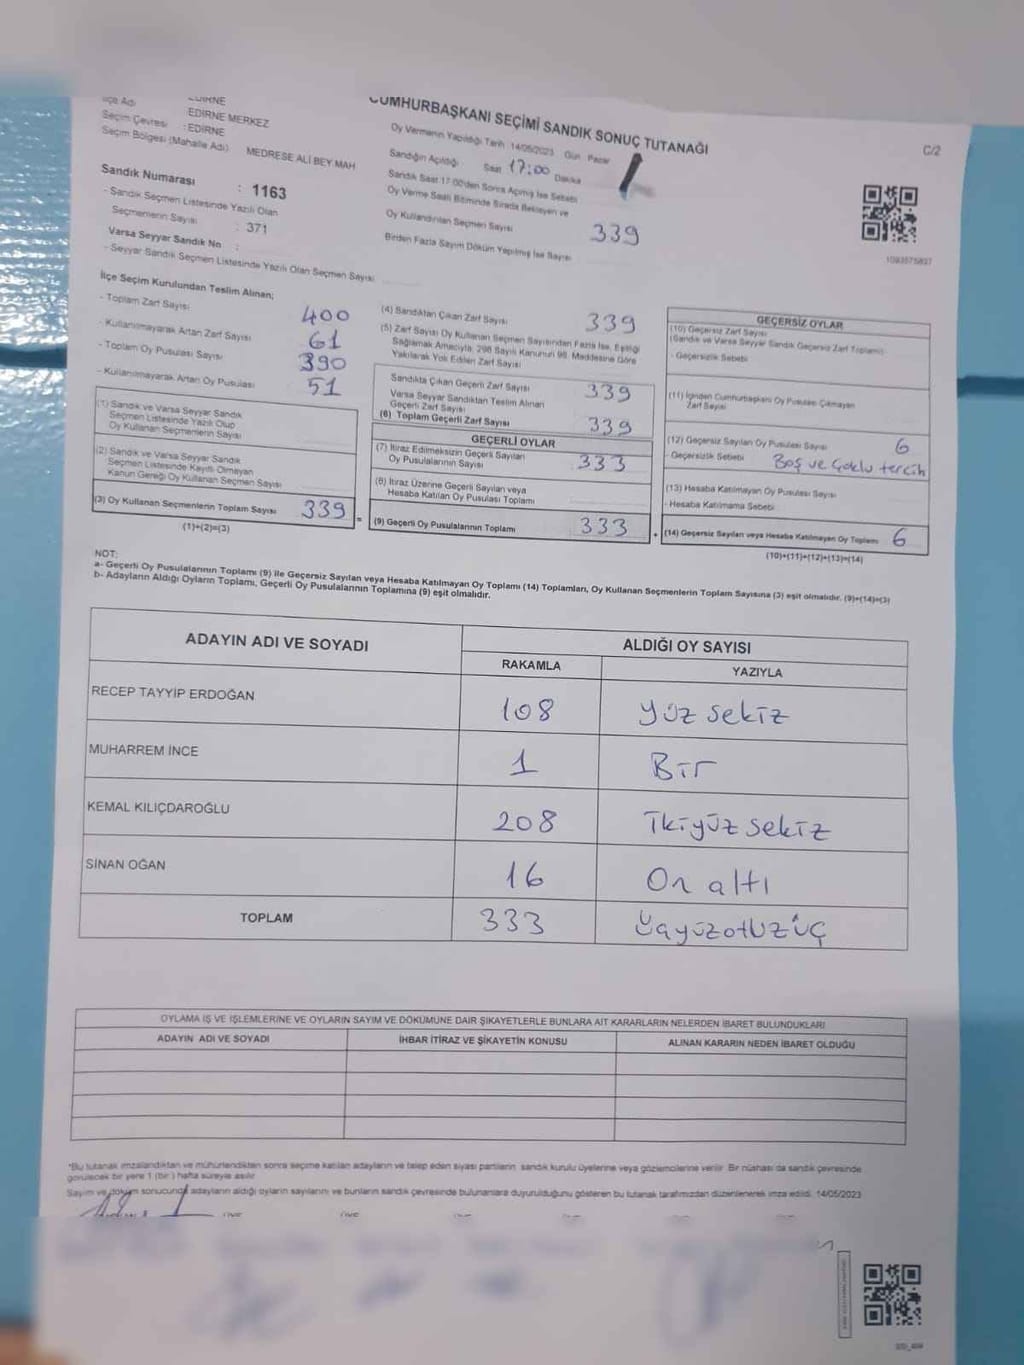 İlçe Adı
EDİRNE
: EDİRNE MERKEZ
Seçim Çevresi : EDİRNE
Seçim Bölgesi (Mahalle Adı) MEDRESE ALİ BEY MAH
Sandık Numarası : 1163
- Sandık Seçmen Listesinde Yazılı Olan
Seçmenlerin Sayısı : 371
Varsa Seyyar Sandık No :
- Seyyar Sandık Seçmen Listesinde Yazılı Olan Seçmen Sayısı
CUMHURBAŞKANI SEÇİMİ SANDIK SONUÇ TUTANAĞI
C/2
Oy Vermenin Yapıldığı Tarih 14/05/2023 Gün Pazar
Sandığın Açıldığı Saat 17:00 Dakika
Sandık Saat 17:00'den Sonra Açılmış İse Sebebi
Oy Verme Saati Bitiminde Sırada Bekleyen ve
Oy Kullandırılan Seçmen Sayısı 339
Birden Fazla Sayım Döküm Yapılmış İse Sayısı
1093575837
İlçe Seçim Kurulundan Teslim Alınan;
- Toplam Zarf Sayısı 400
- Kullanılmayarak Artan Zarf Sayısı 61
- Toplam Oy Pusulası Sayısı 390
- Kullanılmayarak Artan Oy Pusulası 51
(1) Sandık ve Varsa Seyyar Sandık
Seçmen Listesinde Yazılı Olup
Oy Kullanan Seçmenlerin Sayısı
(2) Sandık ve Varsa Seyyar Sandık
Seçmen Listesinde Kayıtlı Olmayan
Kanun Gereği Oy Kullanan Seçmen Sayısı
(3) Oy Kullanan Seçmenlerin Toplam Sayısı 339
(1)+(2)=(3)
=
(4) Sandıktan Çıkan Zarf Sayısı 339
(5) Zarf Sayısı Oy Kullanan Seçmen Sayısından Fazla İse, Eşitliği
Sağlamak Amacıyla, 298 Sayılı Kanunun 98. Maddesine Göre
Yakılarak Yok Edilen Zarf Sayısı
Sandıkta Çıkan Geçerli Zarf Sayısı 339
Varsa Seyyar Sandıktan Teslim Alınan
Geçerli Zarf Sayısı
(6) Toplam Geçerli Zarf Sayısı 339
GEÇERLİ OYLAR
(7) İtiraz Edilmeksizin Geçerli Sayılan
Oy Pusulalarının Sayısı 333
(8) İtiraz Üzerine Geçerli Sayılan veya
Hesaba Katılan Oy Pusulası Toplamı
(9) Geçerli Oy Pusulalarının Toplamı 333
+
GEÇERSİZ OYLAR
(10) Geçersiz Zarf Sayısı
(Sandık ve Varsa Seyyar Sandık Geçersiz Zarf Toplamı)
- Geçersizlik Sebebi
(11) İçinden Cumhurbaşkanı Oy Pusulası Çıkmayan
Zarf Sayısı
(12) Geçersiz Sayılan Oy Pusulası Sayısı 6
- Geçersizlik Sebebi Boş ve Çoklu tercih
(13) Hesaba Katılmayan Oy Pusulası Sayısı
- Hesaba Katılmama Sebebi
(14) Geçersiz Sayılan veya Hesaba Katılmayan Oy Toplamı 6
(10)+(11)+(12)+(13)=(14)
NOT:
a- Geçerli Oy Pusulalarının Toplamı (9) ile Geçersiz Sayılan veya Hesaba Katılmayan Oy Toplamı (14) Toplamları, Oy Kullanan Seçmenlerin Toplam Sayısına (3) eşit olmalıdır. (9)+(14)=(3)
b- Adayların Aldığı Oyların Toplamı, Geçerli Oy Pusulalarının Toplamına (9) eşit olmalıdır.
ADAYIN ADI VE SOYADI
ALDIĞI OY SAYISI
RAKAMLA YAZIYLA
RECEP TAYYİP ERDOĞAN 108 Yüz sekiz
MUHARREM İNCE 1 Bir
KEMAL KILIÇDAROĞLU 208 İkiyüz sekiz
SİNAN OĞAN 16 On altı
TOPLAM 333 Üçyüzotuzüç
OYLAMA İŞ VE İŞLEMLERİNE VE OYLARIN SAYIM VE DÖKÜMÜNE DAİR ŞİKAYETLERLE BUNLARA AİT KARARLARIN NELERDEN İBARET BULUNDUKLARI
ADAYIN ADI VE SOYADI İHBAR İTİRAZ VE ŞİKAYETİN KONUSU ALINAN KARARIN NEDEN İBARET OLDUĞU
*Bu tutanak imzalandıktan ve mühürlendikten sonra seçime katılan adayların ve talep eden siyasi partilerin sandık kurulu üyelerine veya gözlemcilerine verilir. Bir nüshası da sandık çevresinde
görülecek bir yere 1 (bir) hafta süreyle asılır.
Sayım ve döküm sonucunda adayların aldığı oyların sayılarını ve bunların sandık çevresinde bulunanlara duyurulduğunu gösteren bu tutanak tarafımızdan düzenlenerek imza edildi. 14/05/2023